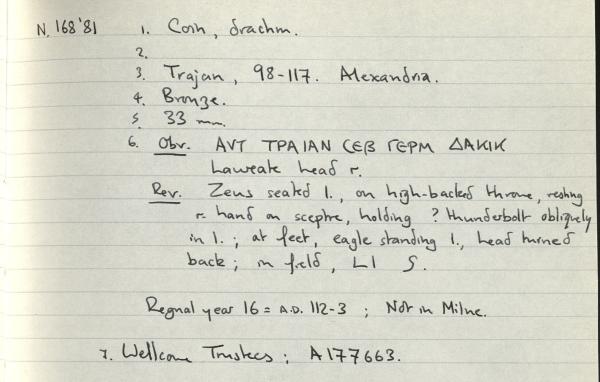 N. 168'81 1. Coin, drachm.
2.
3. Trajan, 98-117. Alexandria.
4. Bronze.
5. 33 mm.
6. Obv. ΑVΤ ΤΡΑΙΑΝ CΕΒ ΓΕΡΜ ΔΑΚΙΚ
Laureate head r.
Rev. Zeus seated l., on high-backed throne, resting
r. hand on sceptre, holding ? thunderbolt obliquely
in l. ; at feet, eagle standing l., head turned
back ; in field, LI S.
Regnal year 16 = A.D. 112-3 ; Not in Milne.
7. Wellcome Trustees ; A177663.